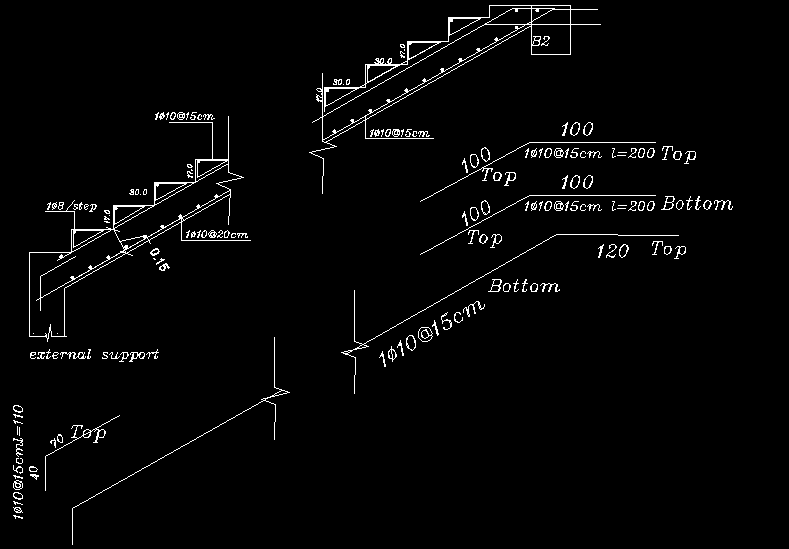 B2
30.0
17.0
30.0
17.0
1ϕ10@15cm
1ϕ10@15cm
100
100
1ϕ10@15cm l=200 Top
Top
17.0
30.0
100
1ϕ8/step
17.0
100
1ϕ10@15cm l=200 Bottom
Top
1ϕ10@20cm
0.15
120 Top
Bottom
1ϕ10@15cm
external support
1ϕ10@15cml=110
70 Top
40